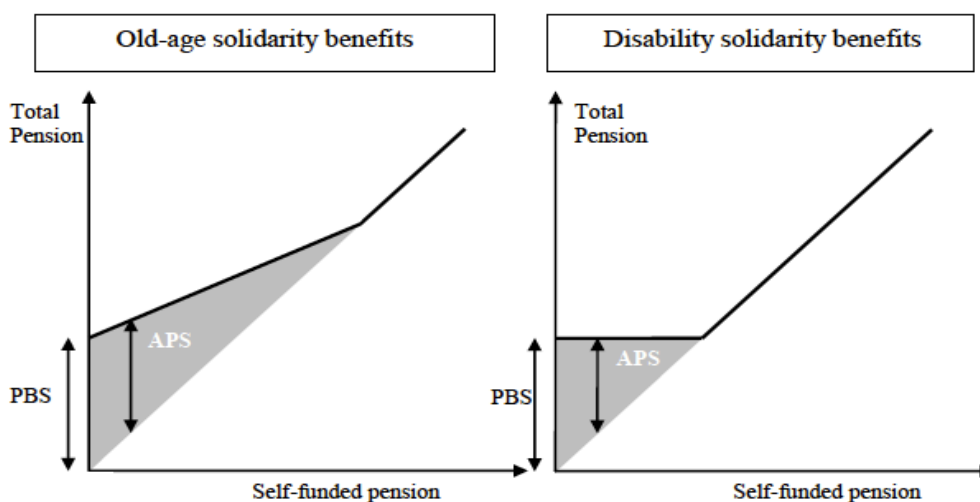 Old-age solidarity benefits
Total
Pension
APS
PBS
Self-funded pension
Disability solidarity benefits
Total
Pension
APS
PBS
Self-funded pension